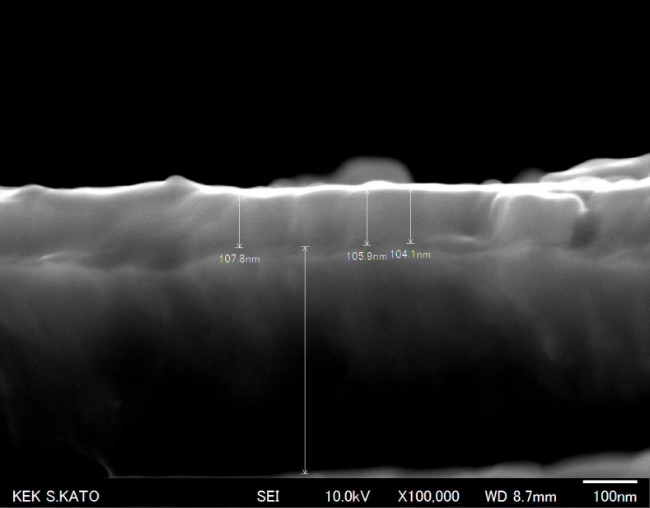 107.8nm
105.9nm 104.1nm
KEK S.KATO SEI 10.0kV X100,000 WD 8.7mm 100nm